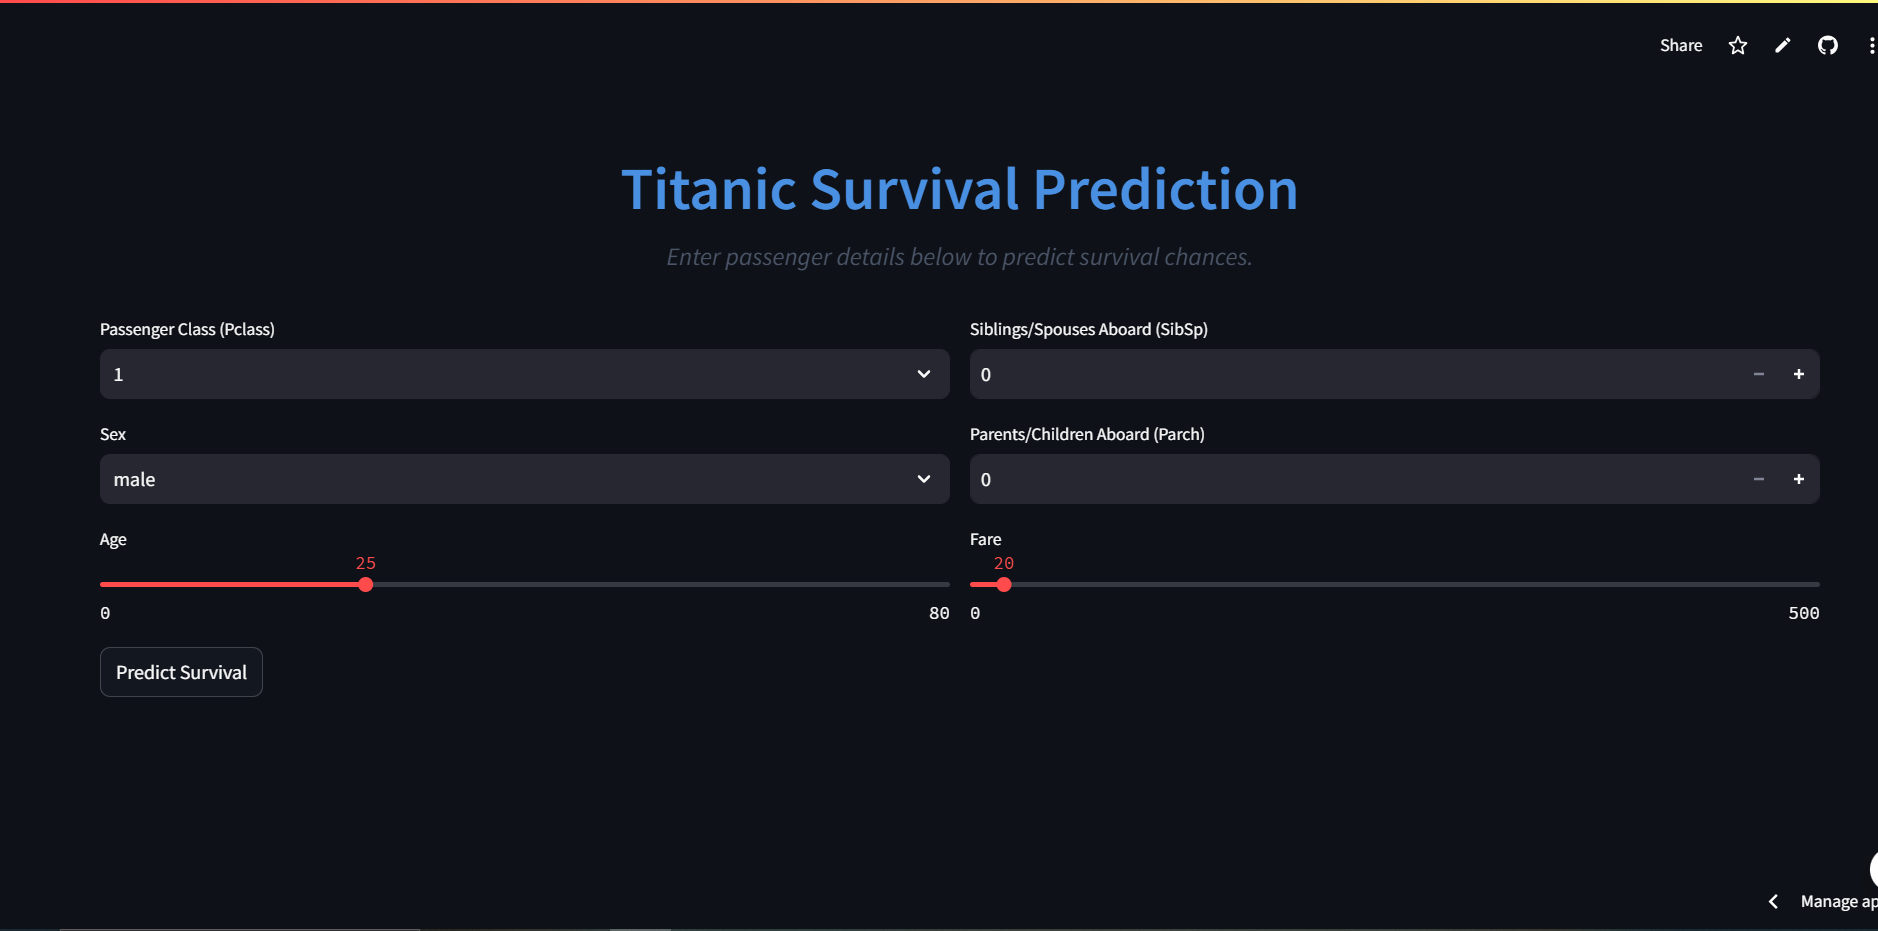 Share
Titanic Survival Prediction
Enter passenger details below to predict survival chances.
Passenger Class (Pclass)
1
Sex
male
Age
25
0 80
Siblings/Spouses Aboard (SibSp)
0
Parents/Children Aboard (Parch)
0
Fare
20
0 500
Predict Survival
Manage ap